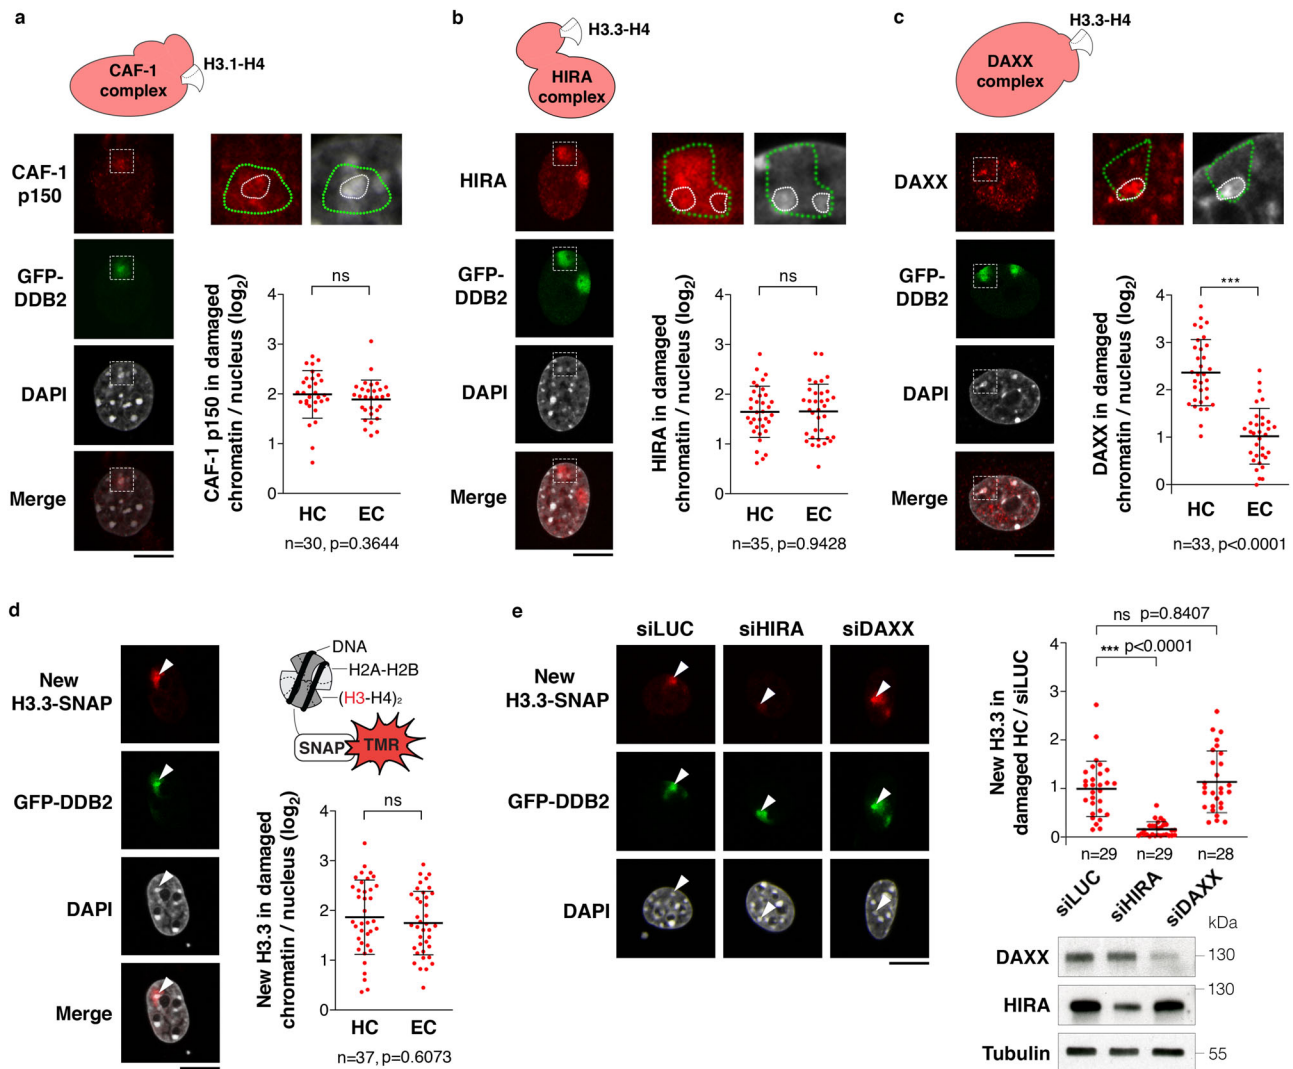 a
CAF-1
complex
H3.1-H4
CAF-1
p150
GFP-
DDB2
DAPI
Merge
CAF-1 p150 in damaged
chromatin / nucleus (log2)
ns
4
3
2
1
0
HC
EC
n=30, p=0.3644
b
H3.3-H4
HIRA
complex
HIRA
GFP-
DDB2
DAPI
Merge
HIRA in damaged
chromatin / nucleus (log2)
ns
4
3
2
1
0
HC
EC
n=35, p=0.9428
c
H3.3-H4
DAXX
complex
DAXX
GFP-
DDB2
DAPI
Merge
DAXX in damaged
chromatin / nucleus (log2)
***
4
3
2
1
0
HC
EC
n=33, p<0.0001
d
New
H3.3-SNAP
GFP-DDB2
DAPI
Merge
DNA
H2A-H2B
(H3-H4)2
SNAP
TMR
New H3.3 in damaged
chromatin / nucleus (log2)
ns
4
3
2
1
0
HC
EC
n=37, p=0.6073
e
siLUC
siHIRA
siDAXX
New
H3.3-SNAP
GFP-DDB2
DAPI
New H3.3 in
damaged HC / siLUC
ns p=0.8407
*** p<0.0001
4
3
2
1
0
n=29
n=29
n=28
siLUC
siHIRA
siDAXX
kDa
DAXX
130
130
HIRA
Tubulin
55